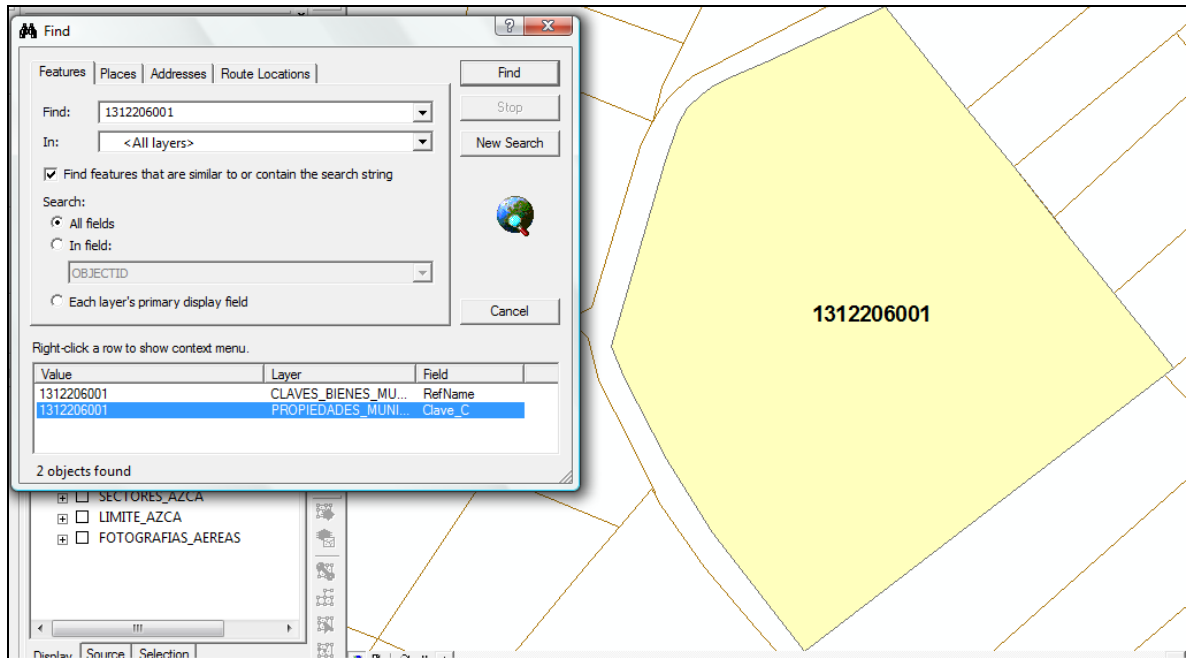 Find
Features Places Addresses Route Locations
Find
Find: 1312206001
Stop
In: <All layers>
New Search
Find features that are similar to or contain the search string
Search:
All fields
In field:
OBJECTID
Each layer's primary display field
Cancel
Right-click a row to show context menu.
Value Layer Field
1312206001 CLAVES_BIENES_MU... RefName
1312206001 PROPIEDADES_MUNI... Clave_C
2 objects found
SECTORES_AZCA
LIMITE_AZCA
FOTOGRAFIAS_AEREAS
Display Source Selection
1312206001